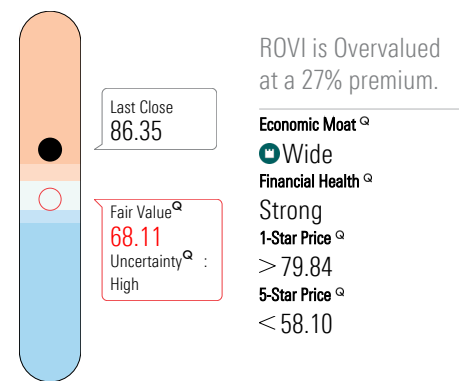 Last Close
86.35
Fair Value Q
68.11
Uncertainty Q :
High
ROVI is Overvalued
at a 27% premium.
Economic Moat Q
Wide
Financial Health Q
Strong
1-Star Price Q
>79.84
5-Star Price Q
<58.10